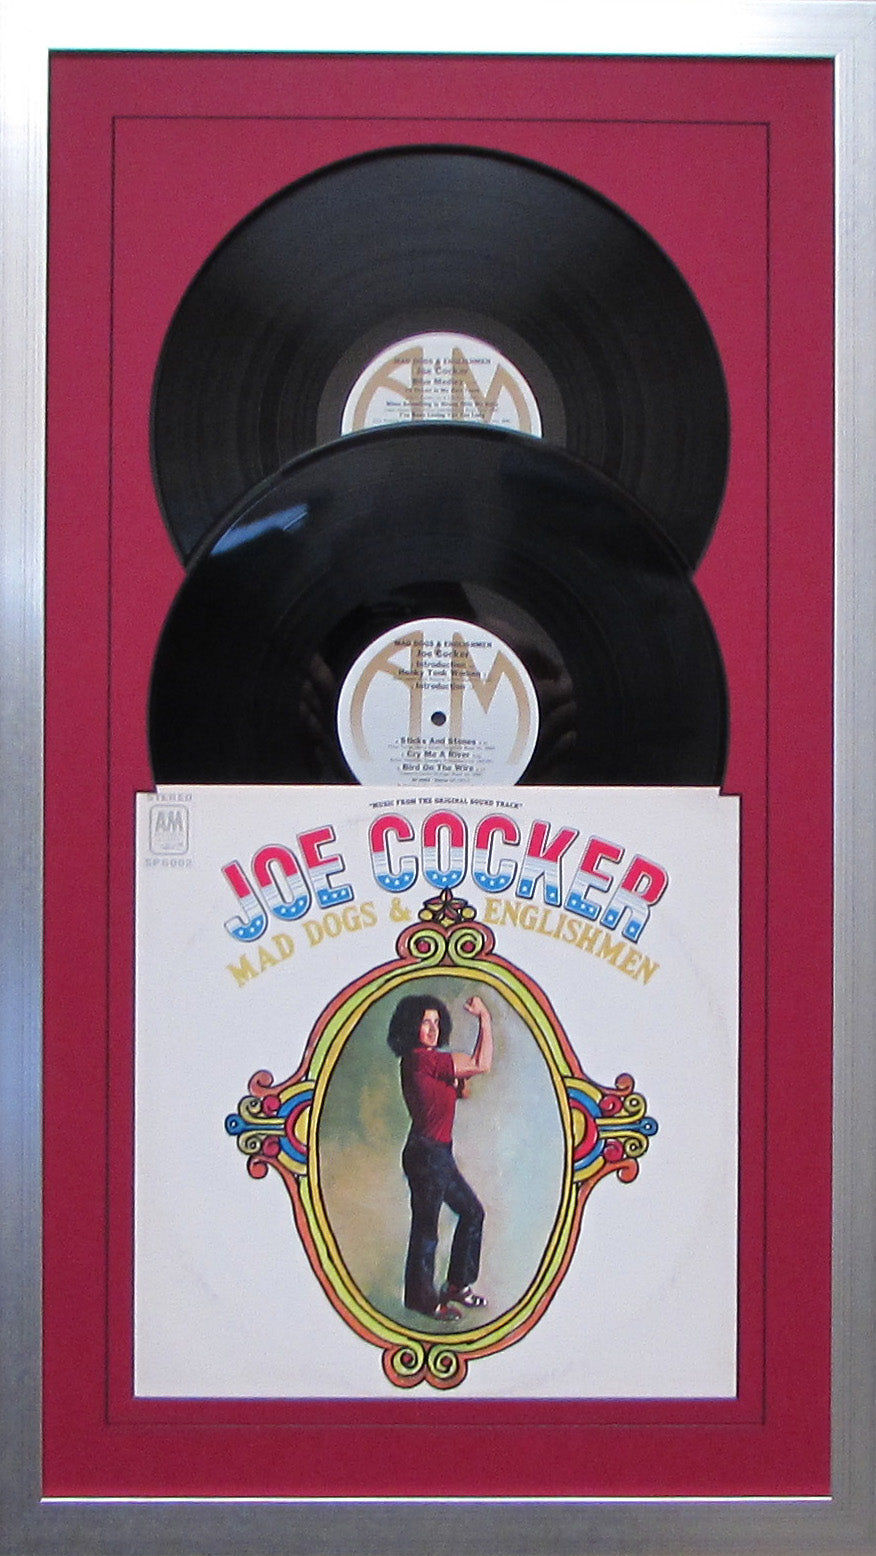 MAD DOGS & ENGLISHMEN
Joe Cocker
Blue Medley
MAD DOGS & ENGLISHMEN
Joe Cocker
Introduction
Honky Tonk Women
Introduction
Sticks And Stones
Cry Me A River
Bird On The Wire
STEREO
AM
SP6002
"MUSIC FROM THE ORIGINAL SOUND TRACK"
JOE COCKER
MAD DOGS & ENGLISHMEN